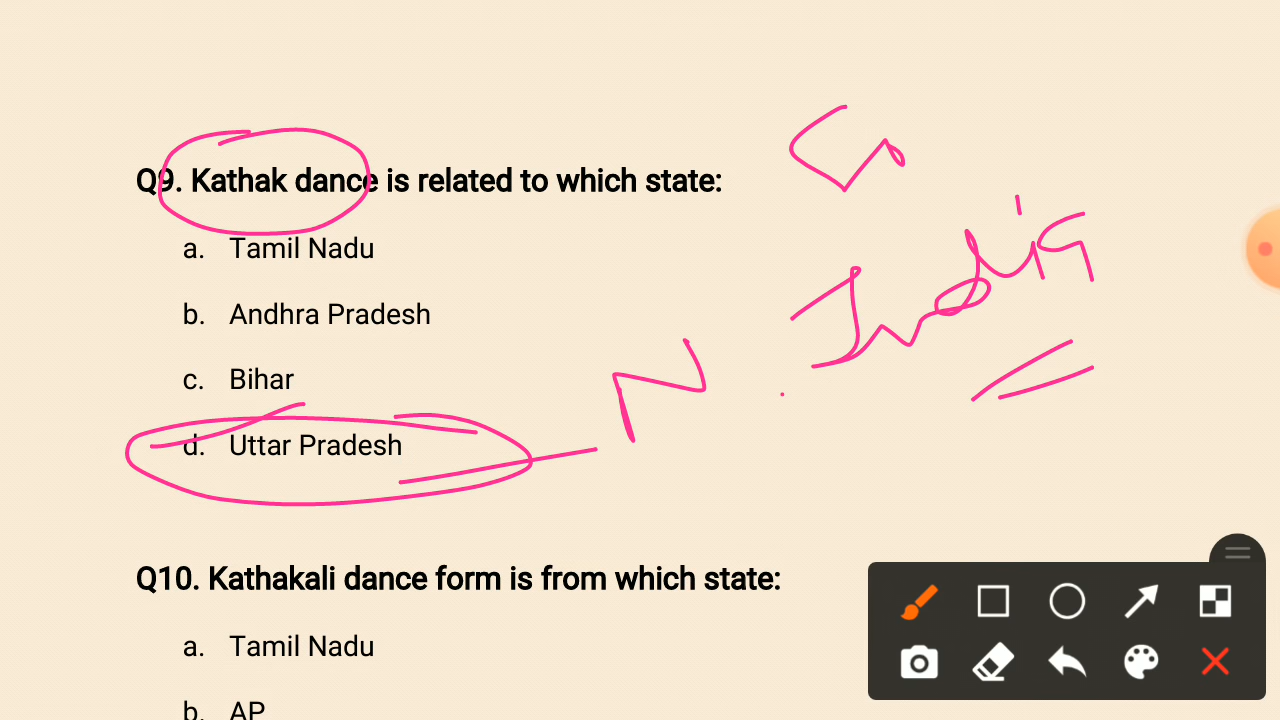 Q9. Kathak dance is related to which state:
a. Tamil Nadu
b. Andhra Pradesh
c. Bihar
d. Uttar Pradesh
N. India
Q10. Kathakali dance form is from which state:
a. Tamil Nadu
b. AP